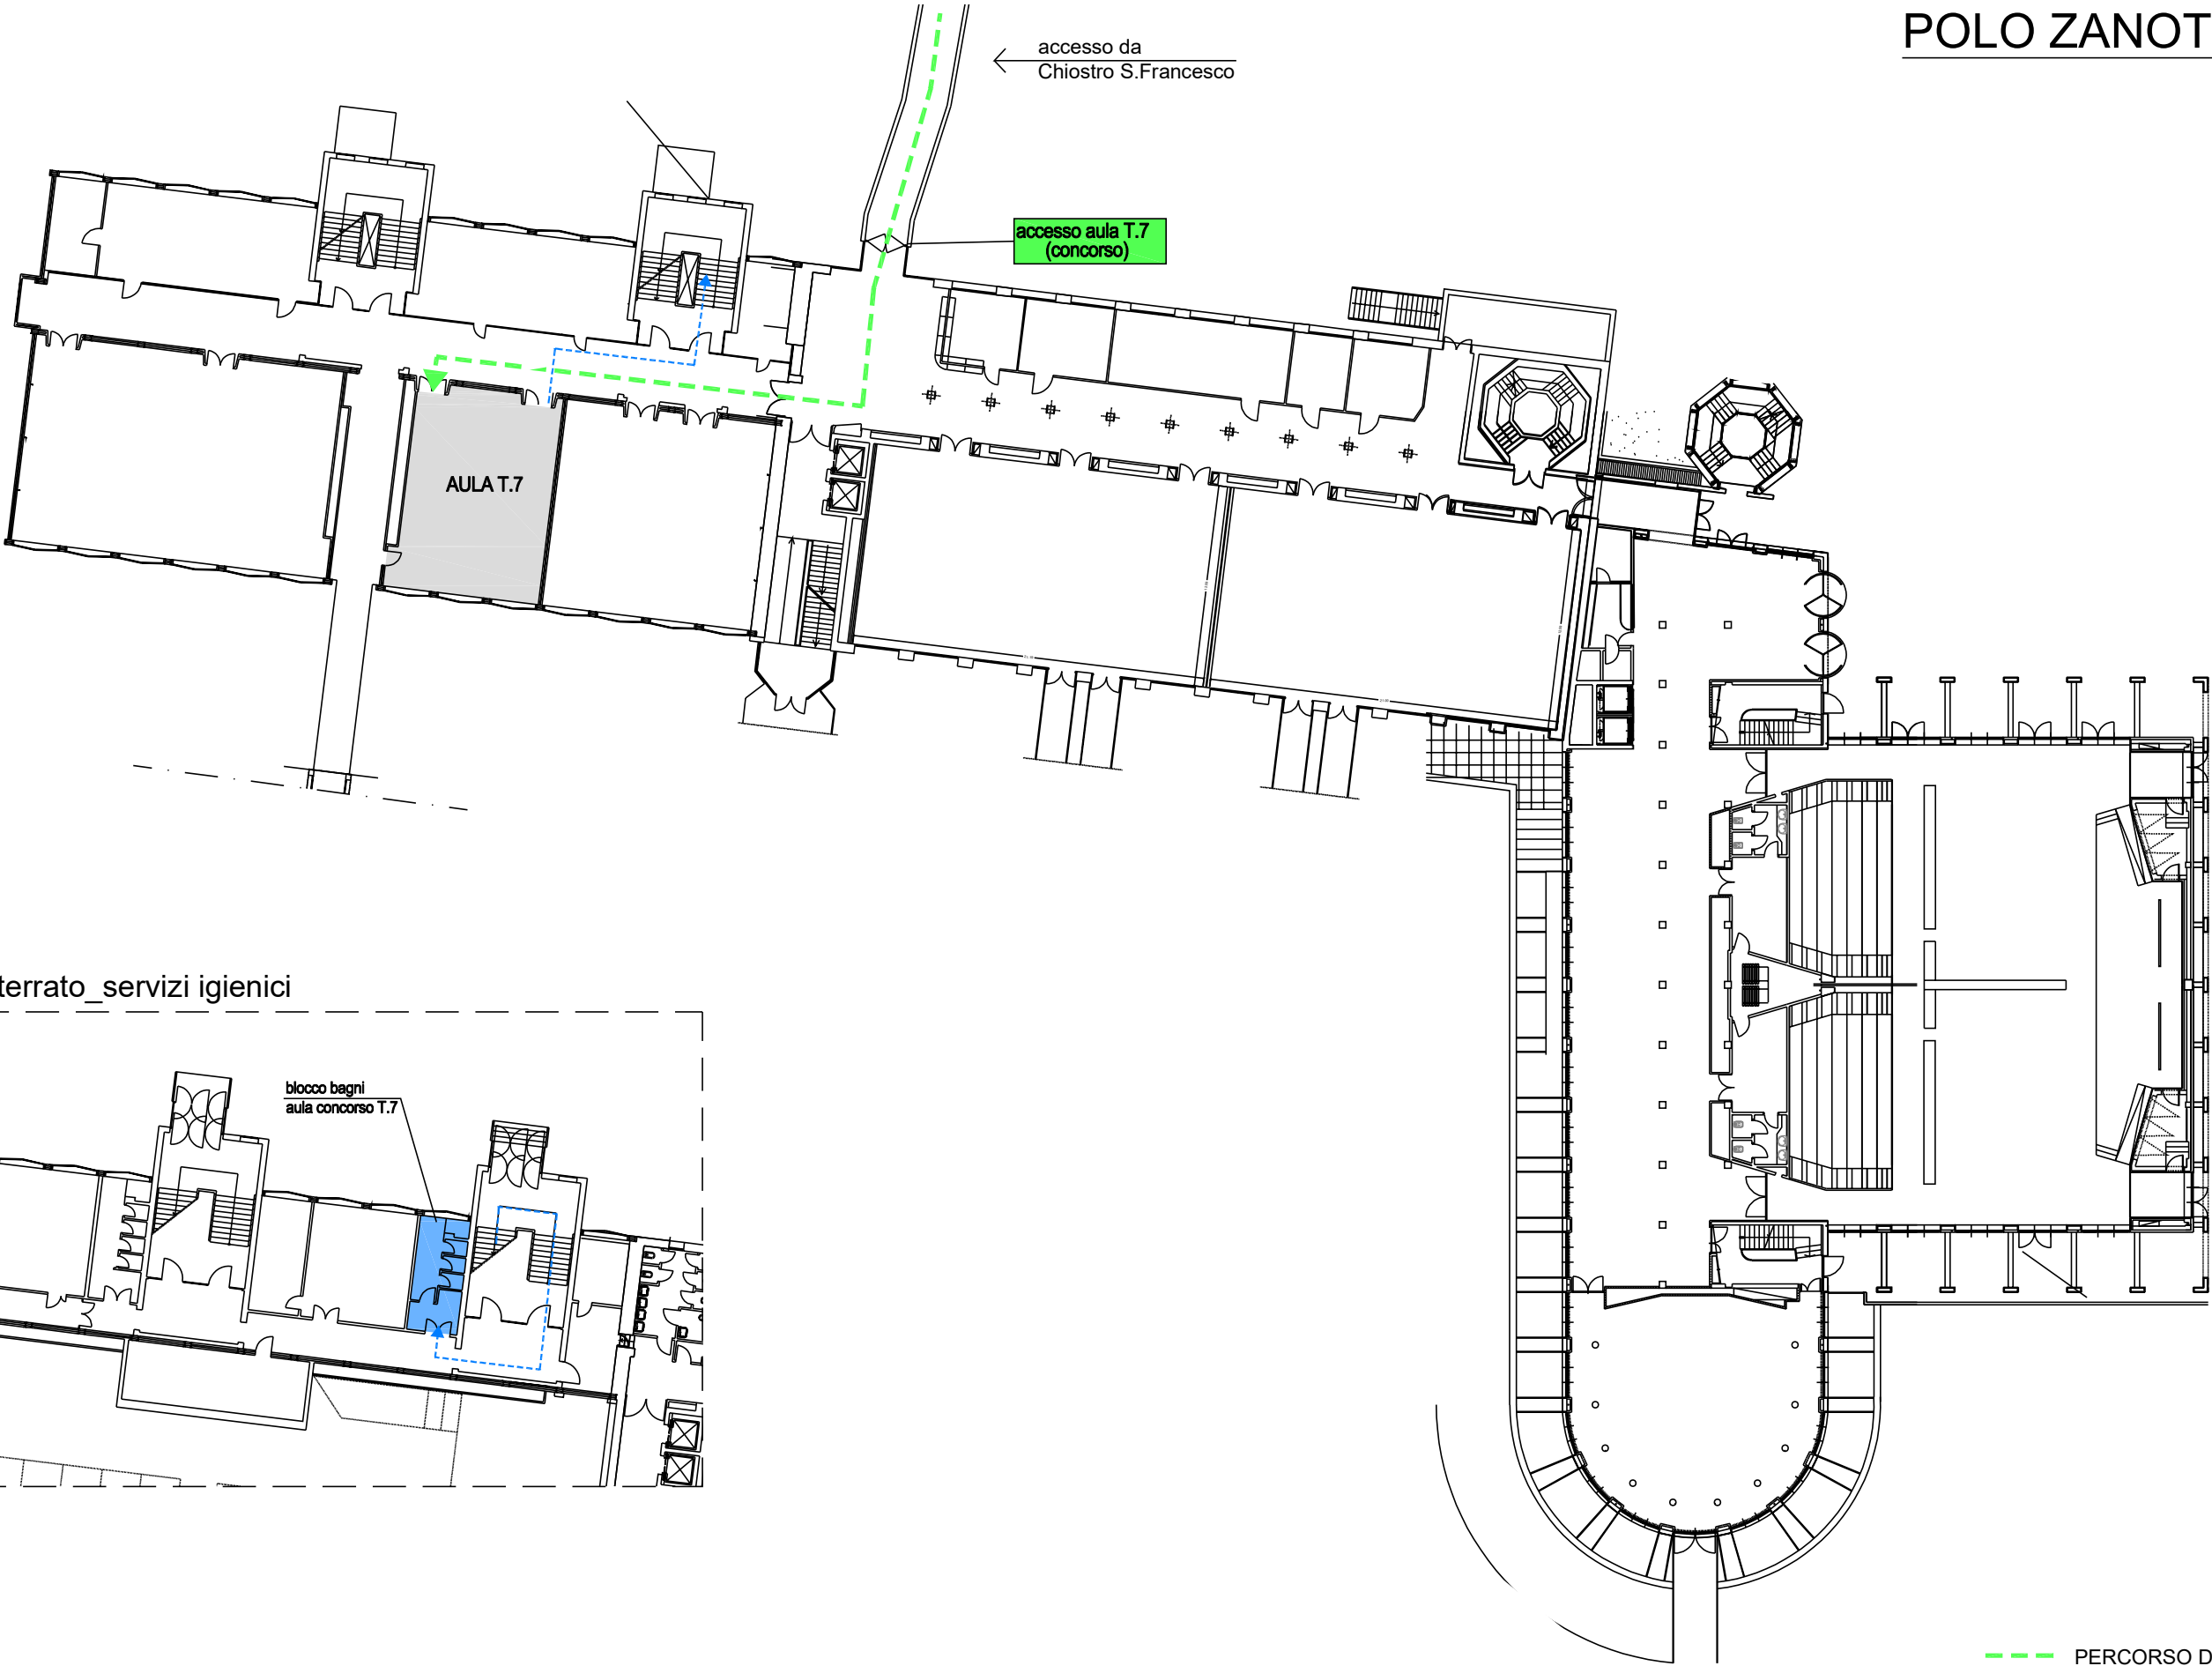 POLO ZANOT
accesso da
Chiostro S.Francesco
accesso aula T.7
(concorso)
AULA T.7
terrato_servizi igienici
blocco bagni
aula concorso T.7
PERCORSO D